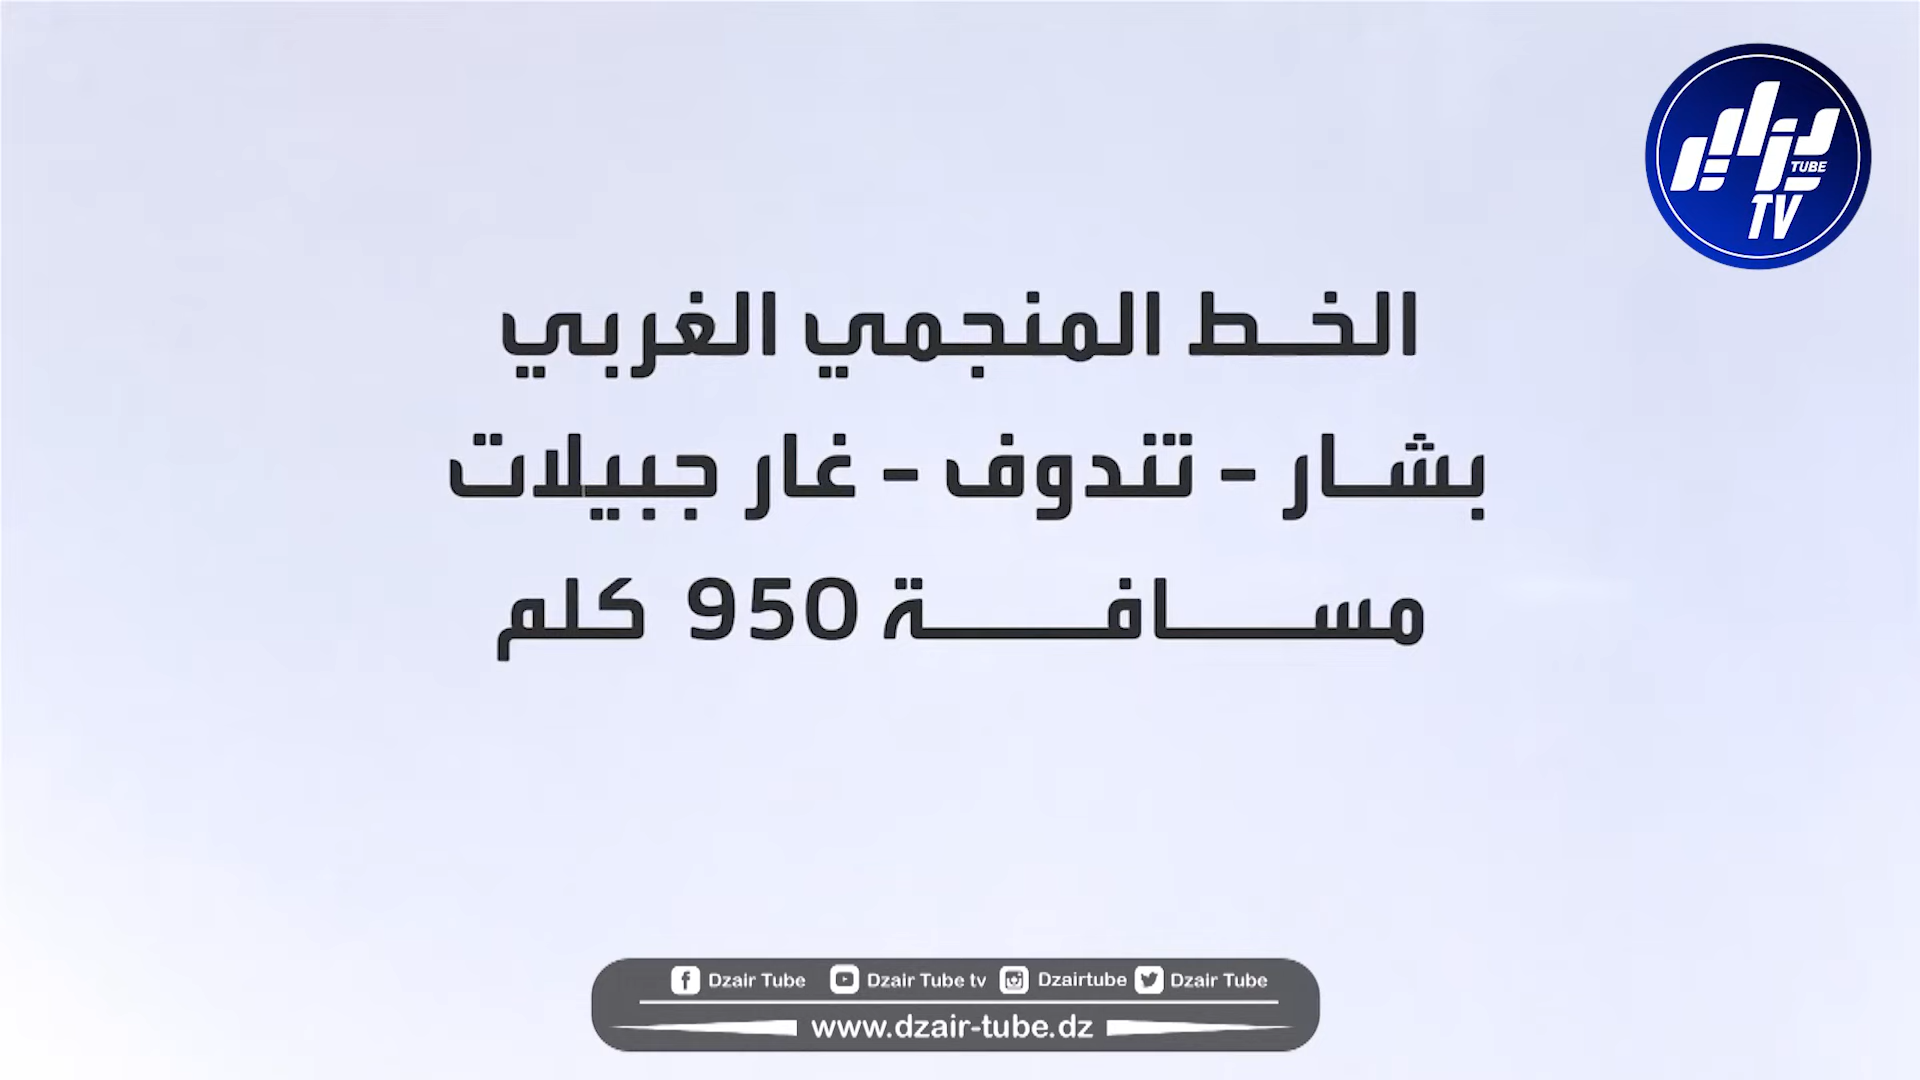 دزاير
TUBE
TV
الخط المنجمي الغربي
بشار - تندوف - غار جبيلات
مسافة 950 كلم
Dzair Tube Dzair Tube tv Dzairtube Dzair Tube
www.dzair-tube.dz